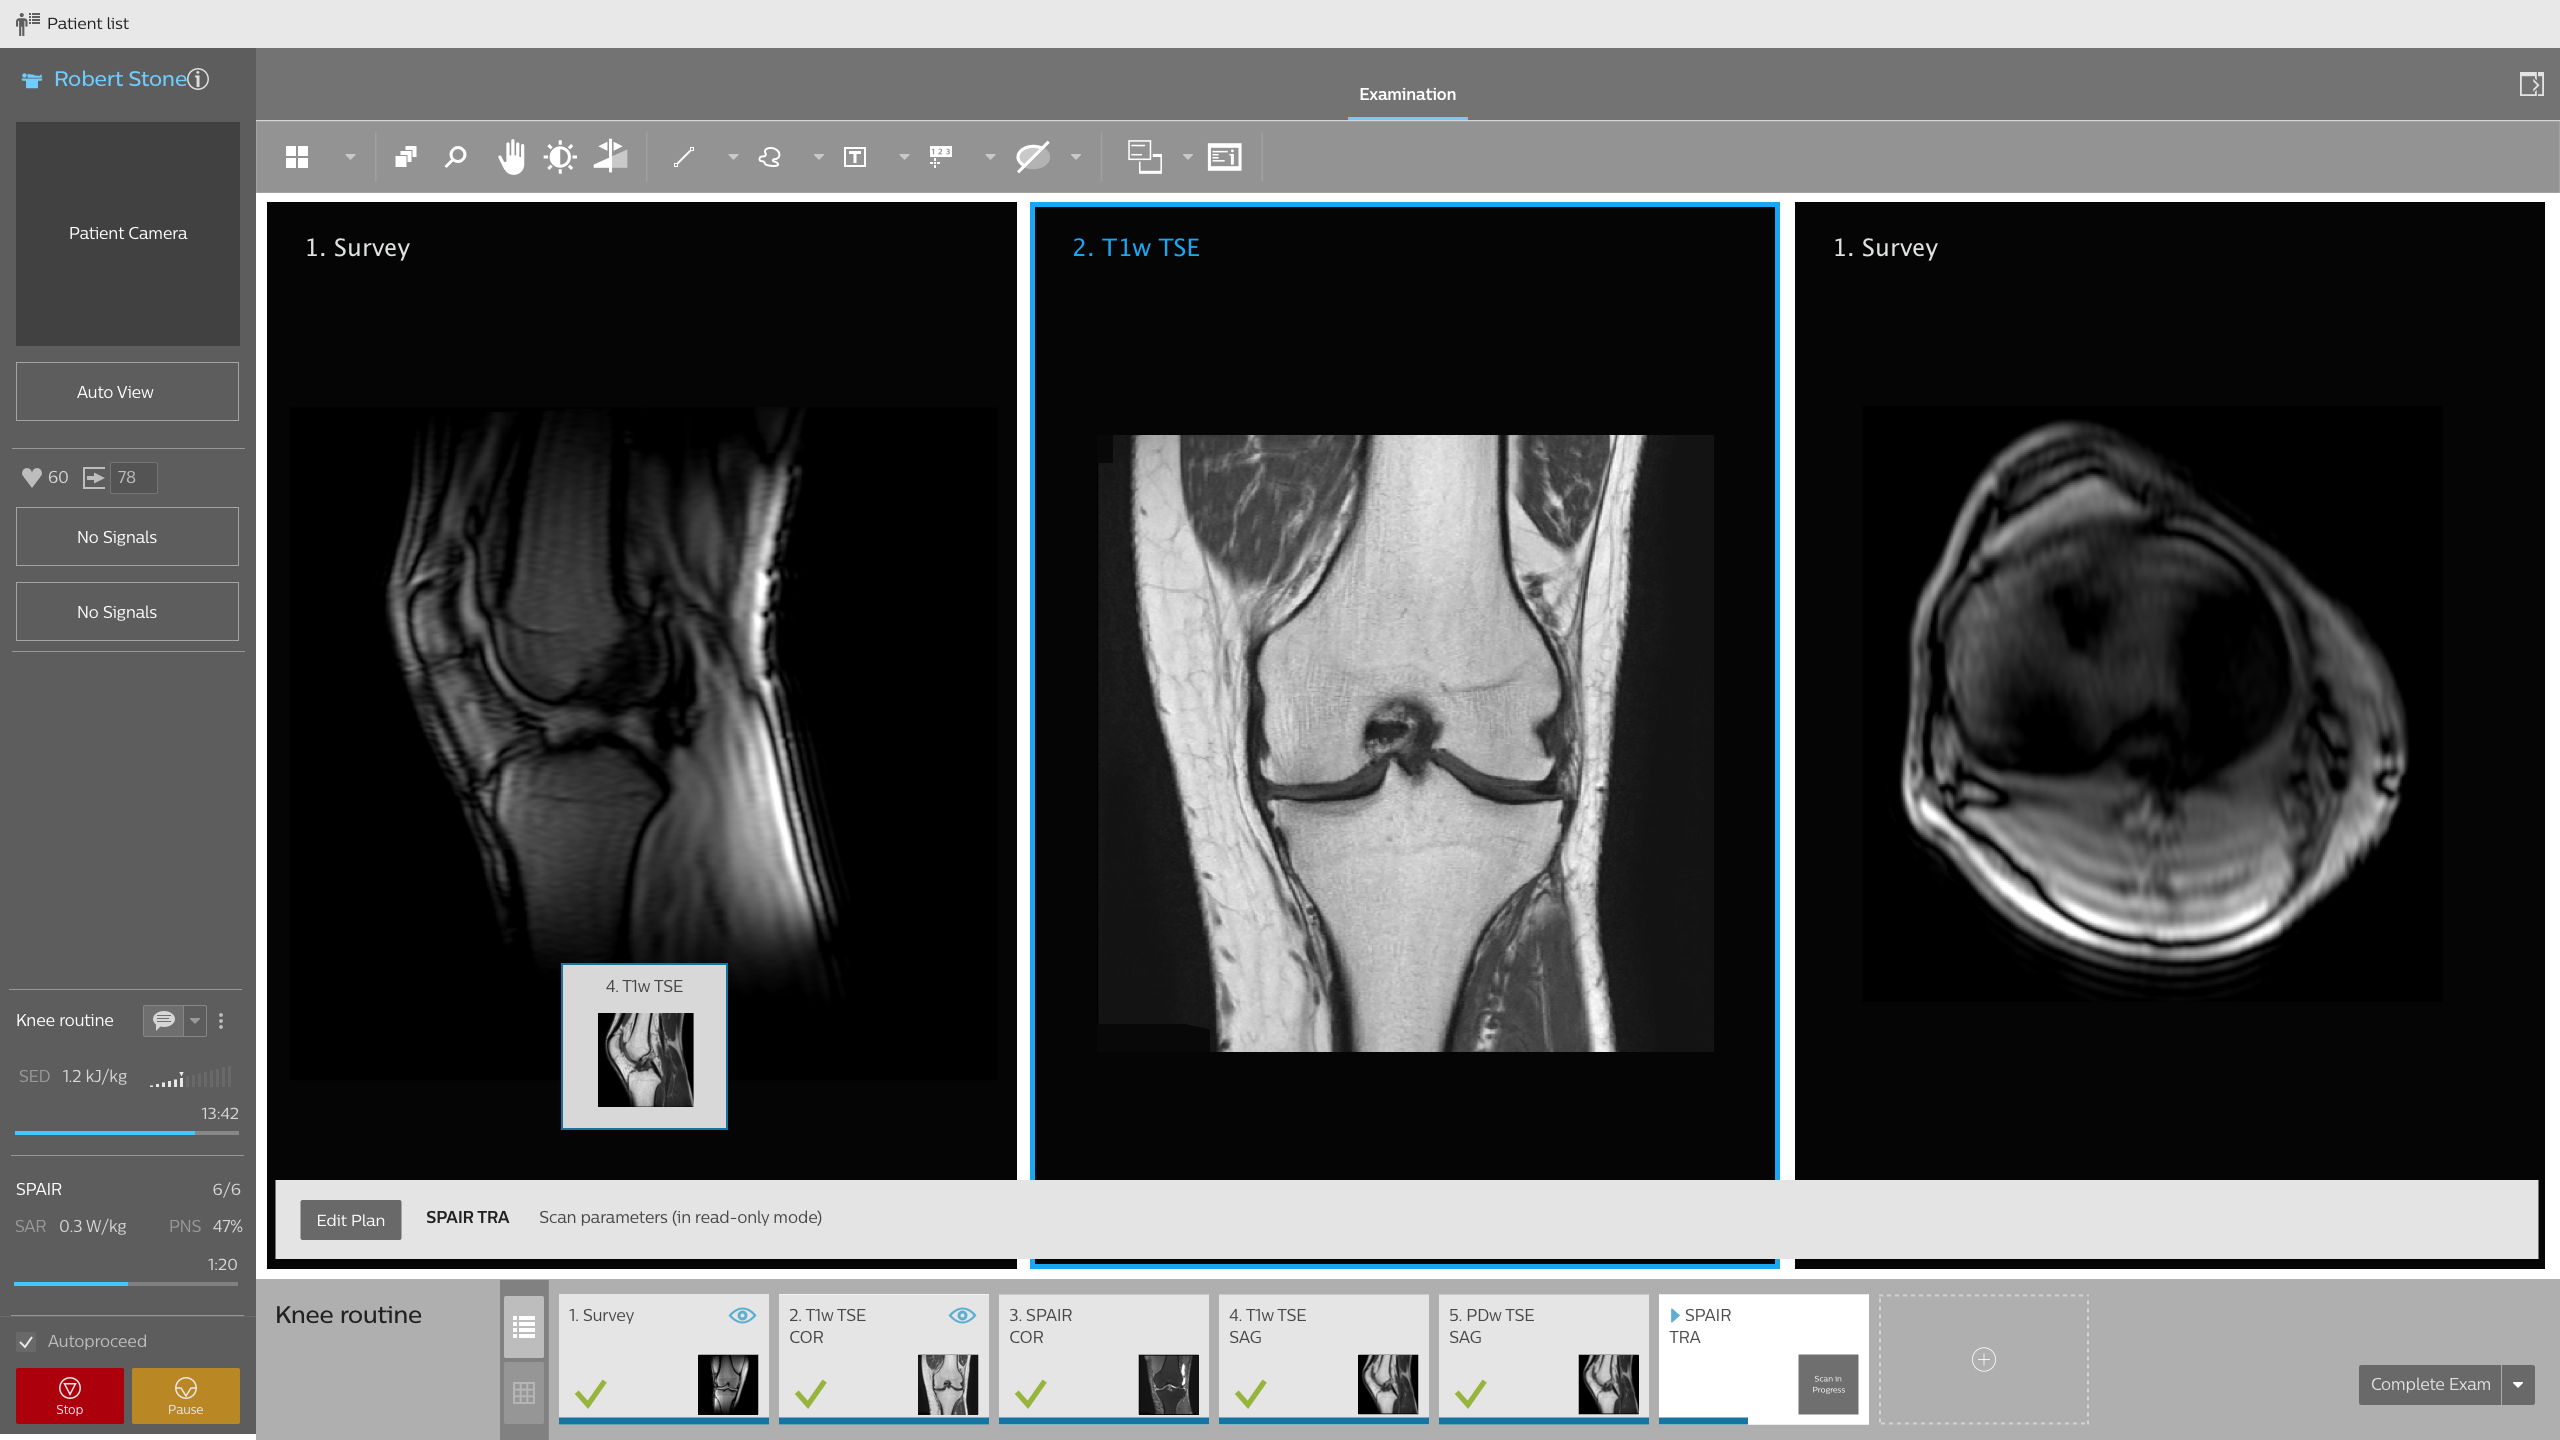 Patient list
Robert Stone
Examination
Patient Camera
Auto View
60
78
No Signals
No Signals
1. Survey
2. T1w TSE
1. Survey
4. T1w TSE
Knee routine
SED 1.2 kJ/kg
13:42
SPAIR 6/6
SAR 0.3 W/kg PNS 47%
1:20
Autoproceed
Stop
Pause
Edit Plan SPAIR TRA Scan parameters (in read-only mode)
Knee routine
1. Survey
2. T1w TSE
COR
3. SPAIR
COR
4. T1w TSE
SAG
5. PDw TSE
SAG
SPAIR
TRA
Scan In
Progress
Complete Exam